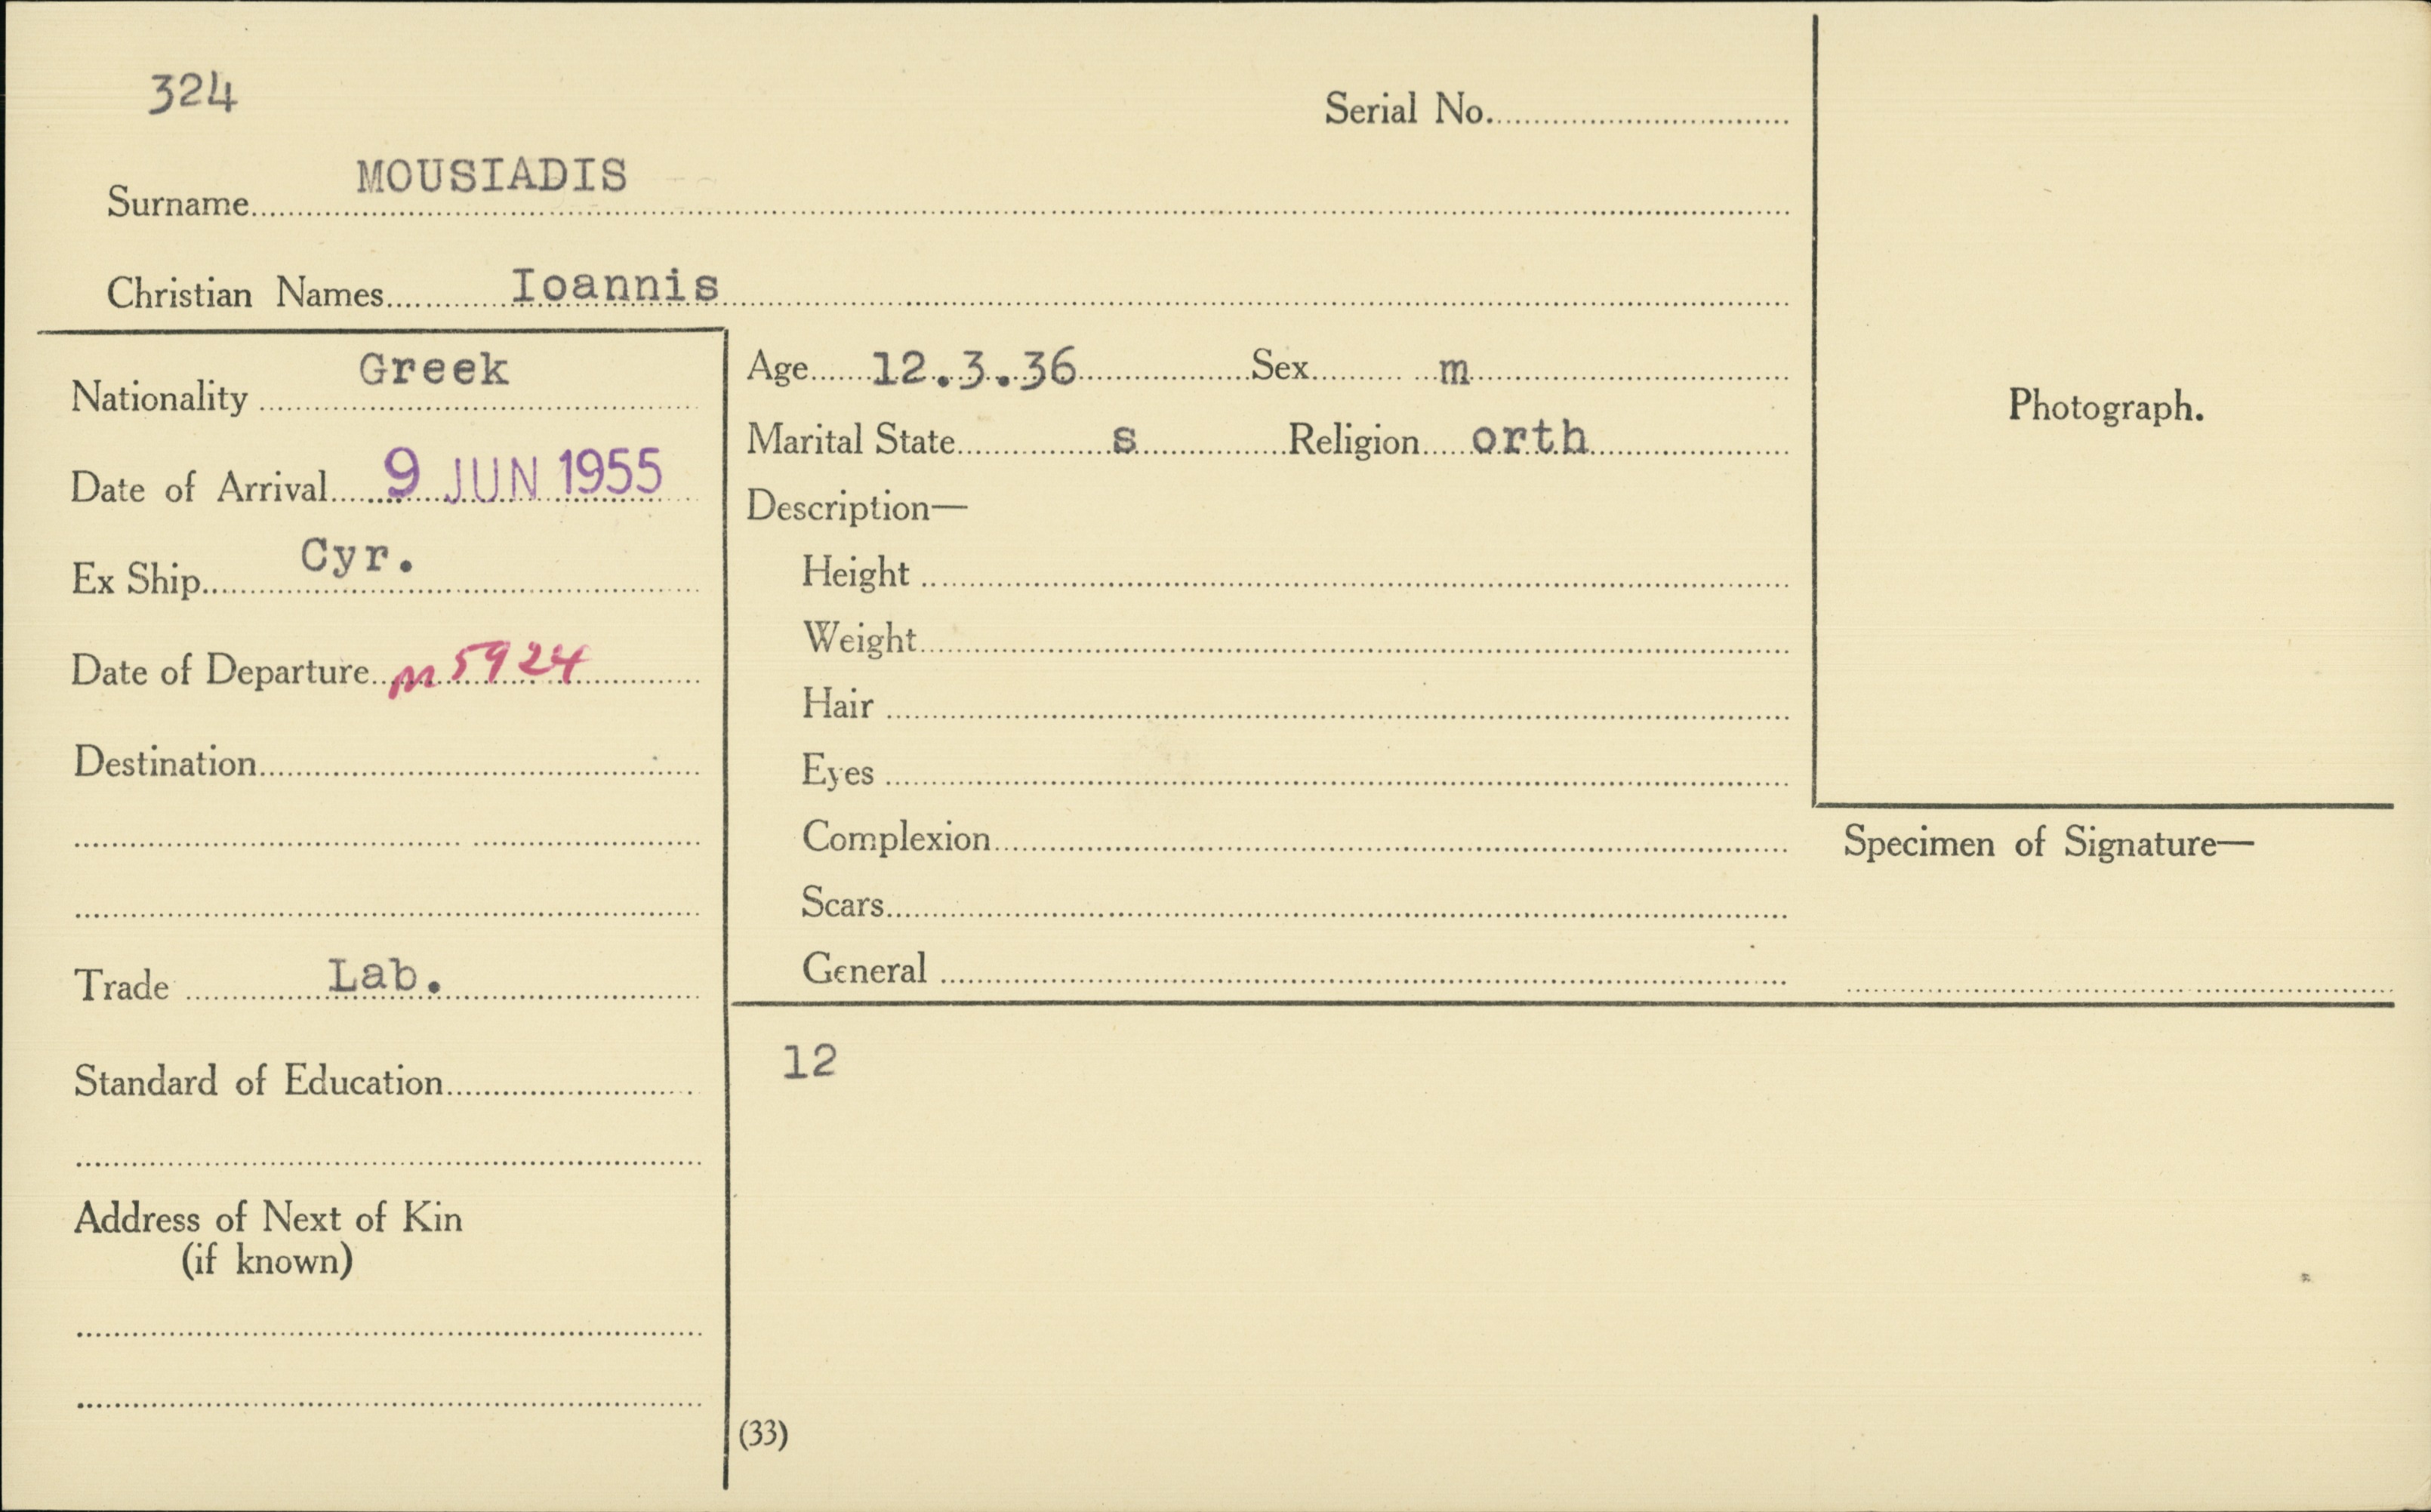 324
Serial No.
Surname MOUSIADIS
Christian Names Ioannis
Nationality Greek
Date of Arrival 9 JUN 1955
Ex Ship Cyr.
Date of Departure m5924
Destination
Trade Lab.
Standard of Education
Address of Next of Kin
(if known)
Age 12.3.36 Sex m
Marital State s Religion orth
Description—
Height
Weight
Hair
Eyes
Complexion
Scars
General
12
(33)
Photograph.
Specimen of Signature—